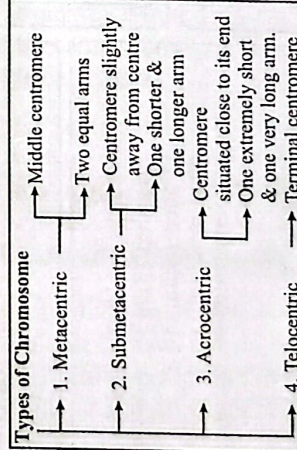 Types of Chromosome
1. Metacentric
Middle centromere
Two equal arms
2. Submetacentric
Centromere slightly
away from centre
One shorter &
one longer arm
3. Acrocentric
Centromere
situated close to its end
One extremely short
& one very long arm.
4. Telocentric
Terminal centromere